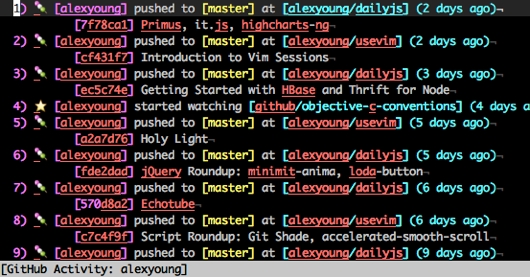 1) [alexyoung] pushed to [master] at [alexyoung/dailyjs] (2 days ago)¬
[7f78ca1] Primus, it.js, highcharts-ng¬
2) [alexyoung] pushed to [master] at [alexyoung/usevim] (2 days ago)¬
[cf431f7] Introduction to Vim Sessions¬
3) [alexyoung] pushed to [master] at [alexyoung/dailyjs] (3 days ago)¬
[ec5c74e] Getting Started with HBase and Thrift for Node¬
4) [alexyoung] started watching [github/objective-c-conventions] (4 days a
5) [alexyoung] pushed to [master] at [alexyoung/usevim] (5 days ago)¬
[a2a7d76] Holy Light¬
6) [alexyoung] pushed to [master] at [alexyoung/dailyjs] (5 days ago)¬
[fde2dad] jQuery Roundup: minimit-anima, loda-button¬
7) [alexyoung] pushed to [master] at [alexyoung/dailyjs] (6 days ago)¬
[570d8a2] Echotube¬
8) [alexyoung] pushed to [master] at [alexyoung/usevim] (6 days ago)¬
[c7c4f9f] Script Roundup: Git Shade, accelerated-smooth-scroll¬
9) [alexyoung] pushed to [master] at [alexyoung/dailyjs] (9 days ago)¬
[GitHub Activity: alexyoung]